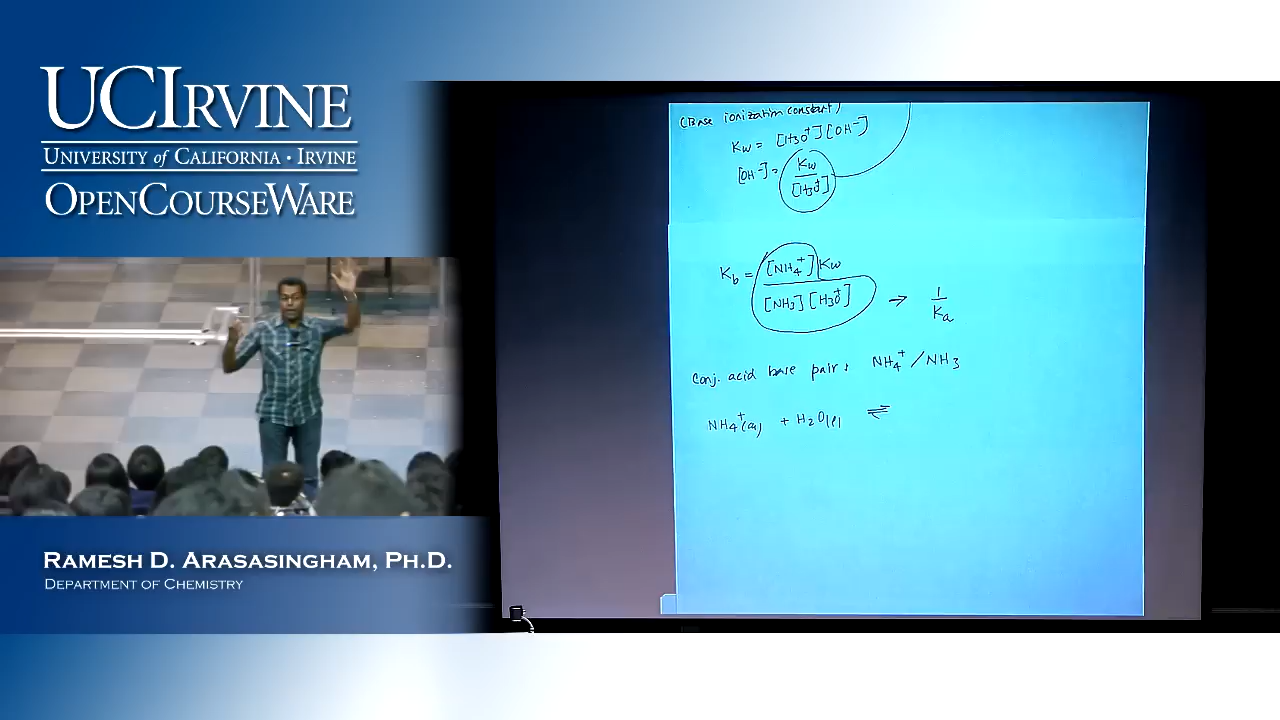 UCIRVINE
UNIVERSITY of CALIFORNIA · IRVINE
OPENCOURSEWARE
RAMESH D. ARASASINGHAM, PH.D.
DEPARTMENT OF CHEMISTRY
(Base ionization constant)
Kw = [H3O+][OH-]
[OH-] = Kw
[H3O+]
Kb = [NH4+] Kw
[NH3][H3O+] → 1
Ka
Conj. acid base pair: NH4+ / NH3
NH4+(a) + H2O(l) ⇌